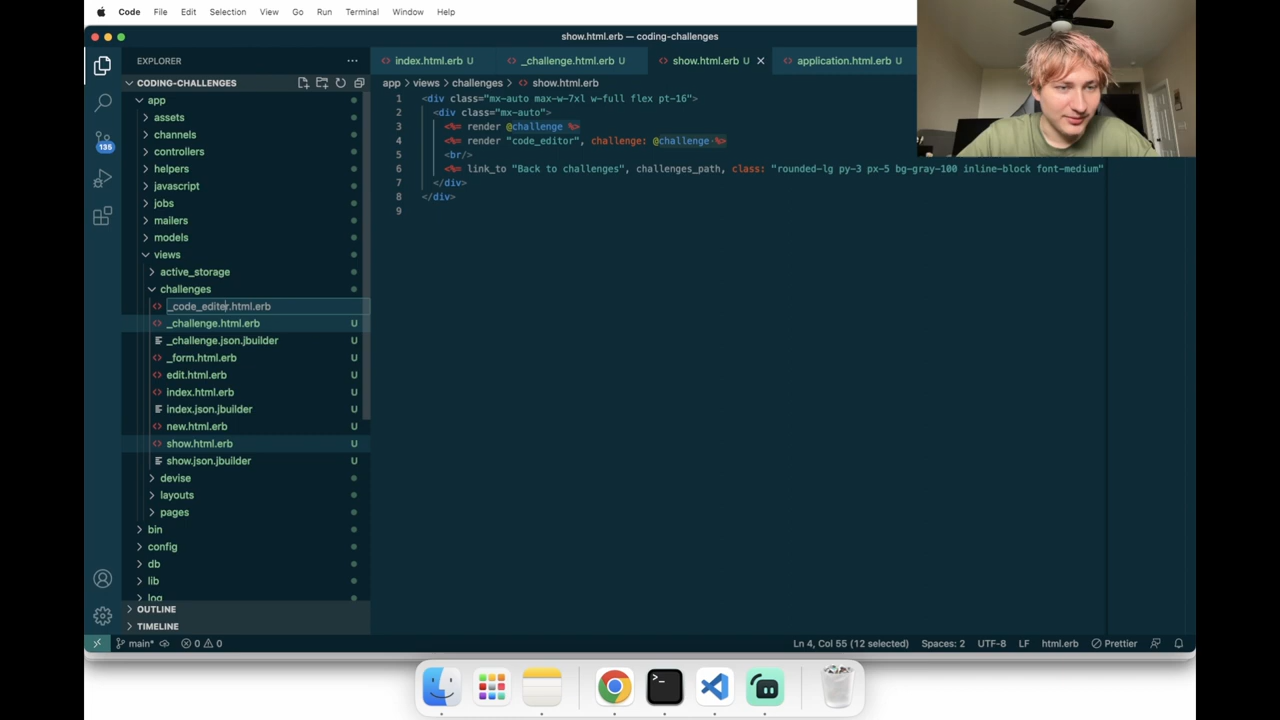 Code File Edit Selection View Go Run Terminal Window Help
show.html.erb — coding-challenges
EXPLORER
index.html.erb U
_challenge.html.erb U
show.html.erb U
application.html.erb U
CODING-CHALLENGES
app
assets
channels
controllers
helpers
javascript
jobs
mailers
models
views
active_storage
challenges
_code_editer.html.erb
_challenge.html.erb U
_challenge.json.jbuilder U
_form.html.erb U
edit.html.erb U
index.html.erb U
index.json.jbuilder U
new.html.erb U
show.html.erb U
show.json.jbuilder U
devise
layouts
pages
bin
config
db
lib
log
OUTLINE
TIMELINE
135
app > views > challenges > show.html.erb
1 <div class="mx-auto max-w-7xl w-full flex pt-16">
2 <div class="mx-auto">
3 <%= render @challenge %>
4 <%= render "code_editor", challenge: @challenge %>
5 <br/>
6 <%= link_to "Back to challenges", challenges_path, class: "rounded-lg py-3 px-5 bg-gray-100 inline-block font-medium"
7 </div>
8 </div>
9
main* 0 0 Ln 4, Col 55 (12 selected) Spaces: 2 UTF-8 LF html.erb Prettier